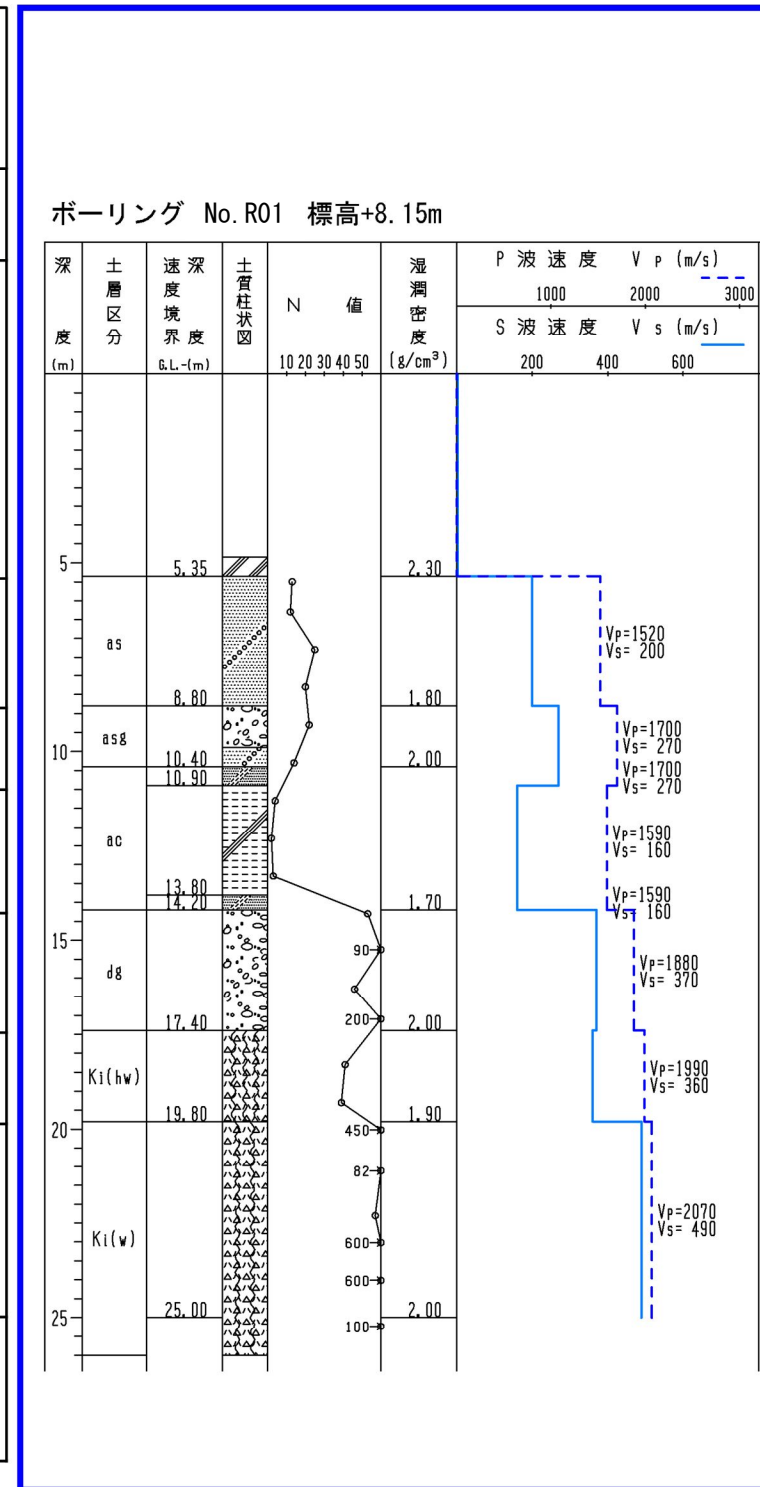 ボーリング No.R01 標高+8.15m
深度
(m)
土層区分
速度境界深度
G.L.-(m)
土質柱状図
N 値
10 20 30 40 50
湿潤密度
(g/cm³)
P 波 速 度 V P (m/s)
1000 2000 3000
S 波 速 度 V s (m/s)
200 400 600
5
5.35
2.30
as
VP=1520
Vs= 200
8.80
1.80
asg
VP=1700
Vs= 270
10
10.40
2.00
VP=1700
Vs= 270
10.90
ac
VP=1590
Vs= 160
13.80
VP=1590
Vs= 160
14.20
1.70
15
90
dg
VP=1880
Vs= 370
200
17.40
2.00
Ki(hw)
VP=1990
Vs= 360
19.80
1.90
20
450
82
Ki(w)
VP=2070
Vs= 490
600
600
25
25.00
2.00
100